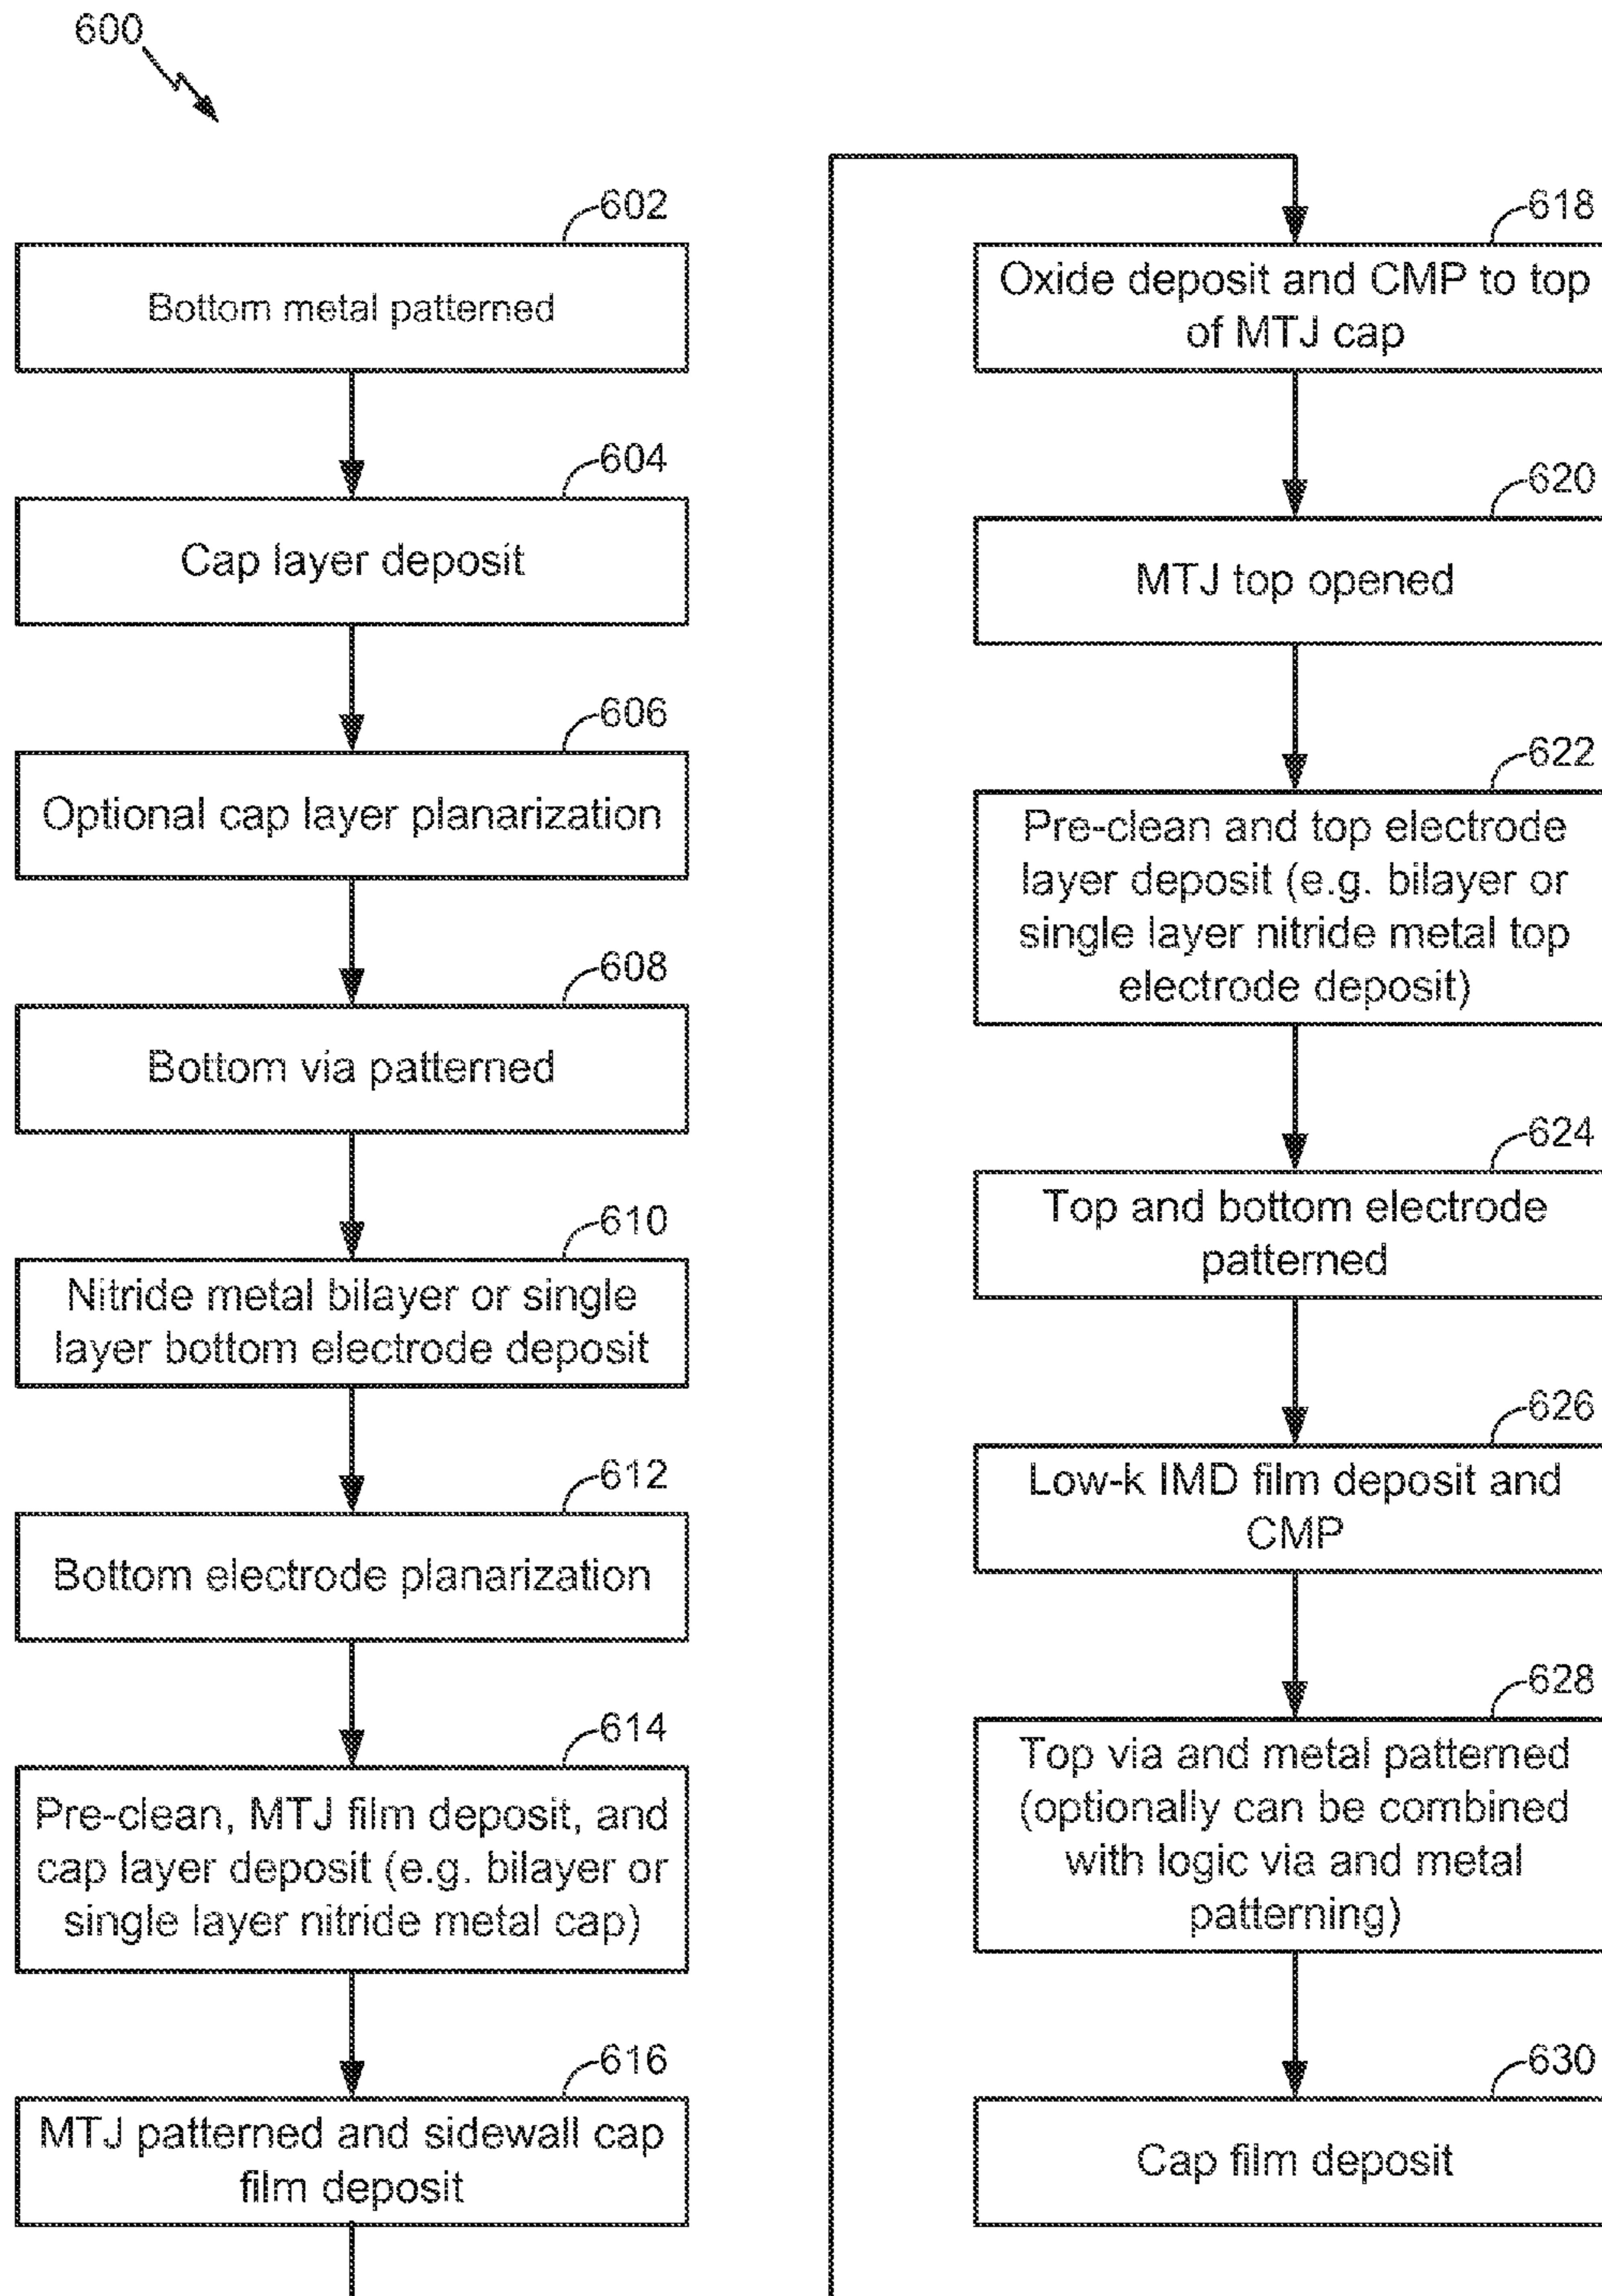 600
602
Bottom metal patterned
604
Cap layer deposit
606
Optional cap layer planarization
608
Bottom via patterned
610
Nitride metal bilayer or single
layer bottom electrode deposit
612
Bottom electrode planarization
614
Pre-clean, MTJ film deposit, and
cap layer deposit (e.g. bilayer or
single layer nitride metal cap)
616
MTJ patterned and sidewall cap
film deposit
618
Oxide deposit and CMP to top
of MTJ cap
620
MTJ top opened
622
Pre-clean and top electrode
layer deposit (e.g. bilayer or
single layer nitride metal top
electrode deposit)
624
Top and bottom electrode
patterned
626
Low-k IMD film deposit and
CMP
628
Top via and metal patterned
(optionally can be combined
with logic via and metal
patterning)
630
Cap film deposit